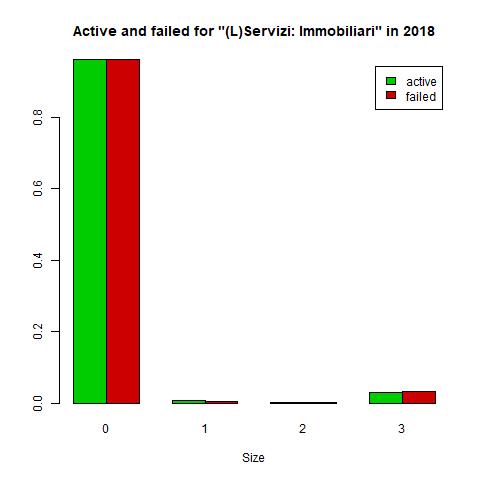 Active and failed for "(L)Servizi: Immobiliari" in 2018
active
failed
0.8
0.6
0.4
0.2
0.0
0 1 2 3
Size